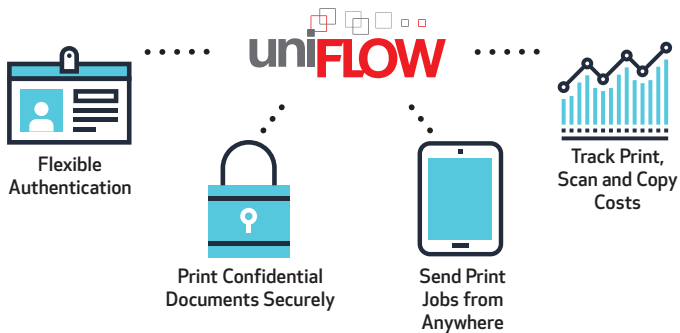 uniFLOW
Flexible
Authentication
Track Print,
Scan and Copy
Costs
Print Confidential
Documents Securely
Send Print
Jobs from
Anywhere